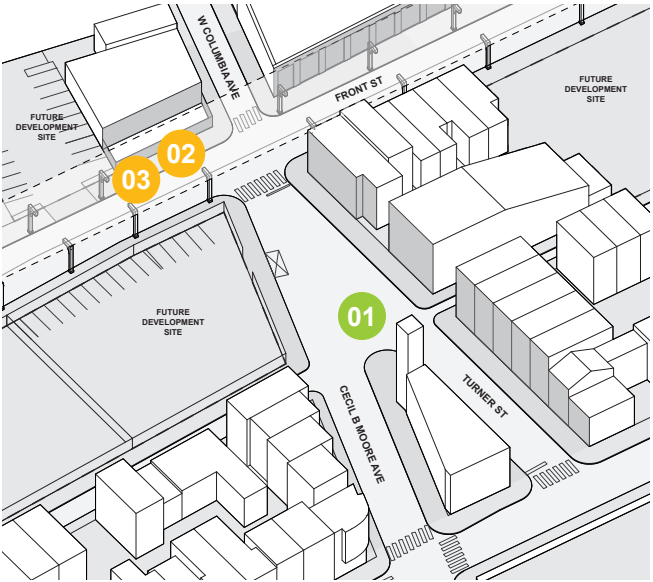 W COLUMBIA AVE
FRONT ST
FUTURE
DEVELOPMENT
SITE
FUTURE
DEVELOPMENT
SITE
02
03
01
FUTURE
DEVELOPMENT
SITE
CECIL B MOORE AVE
TURNER ST